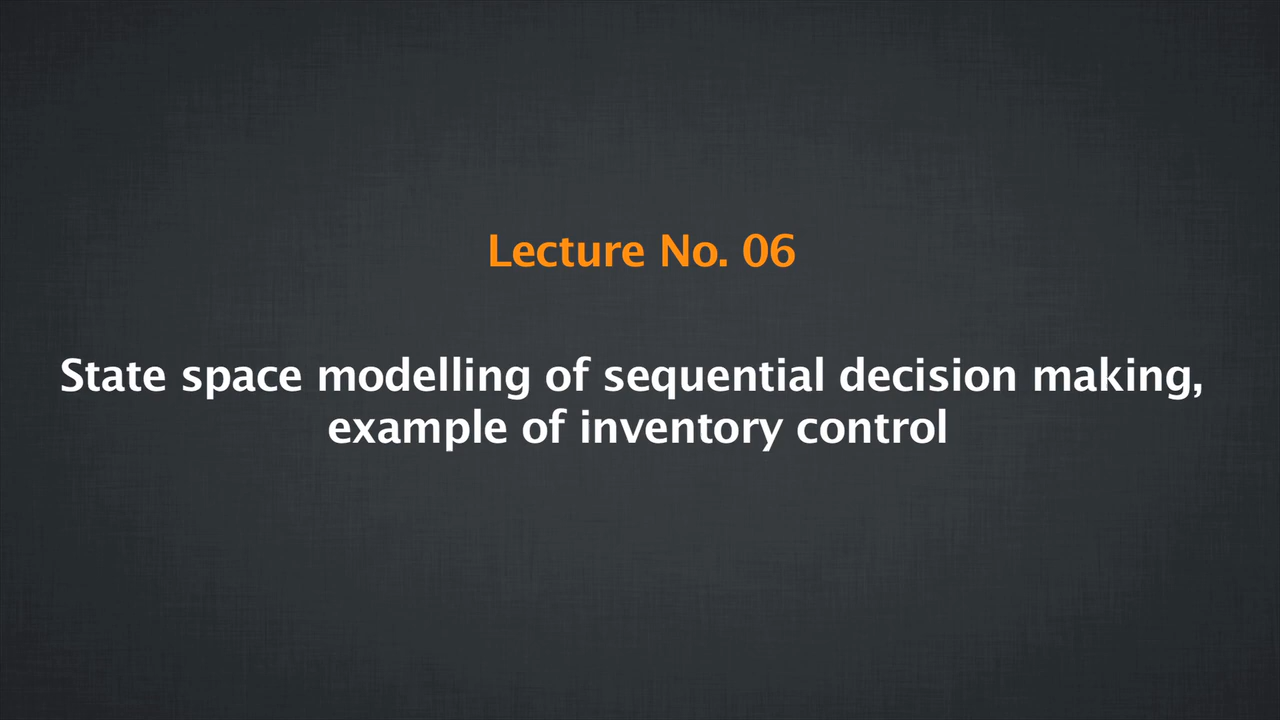 Lecture No. 06
State space modelling of sequential decision making,
example of inventory control